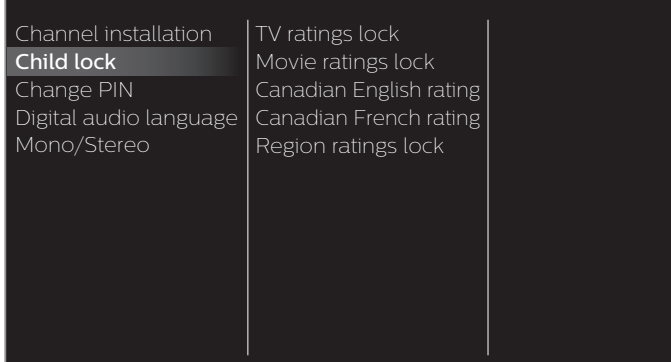 Channel installation
Child lock
Change PIN
Digital audio language
Mono/Stereo
TV ratings lock
Movie ratings lock
Canadian English rating
Canadian French rating
Region ratings lock